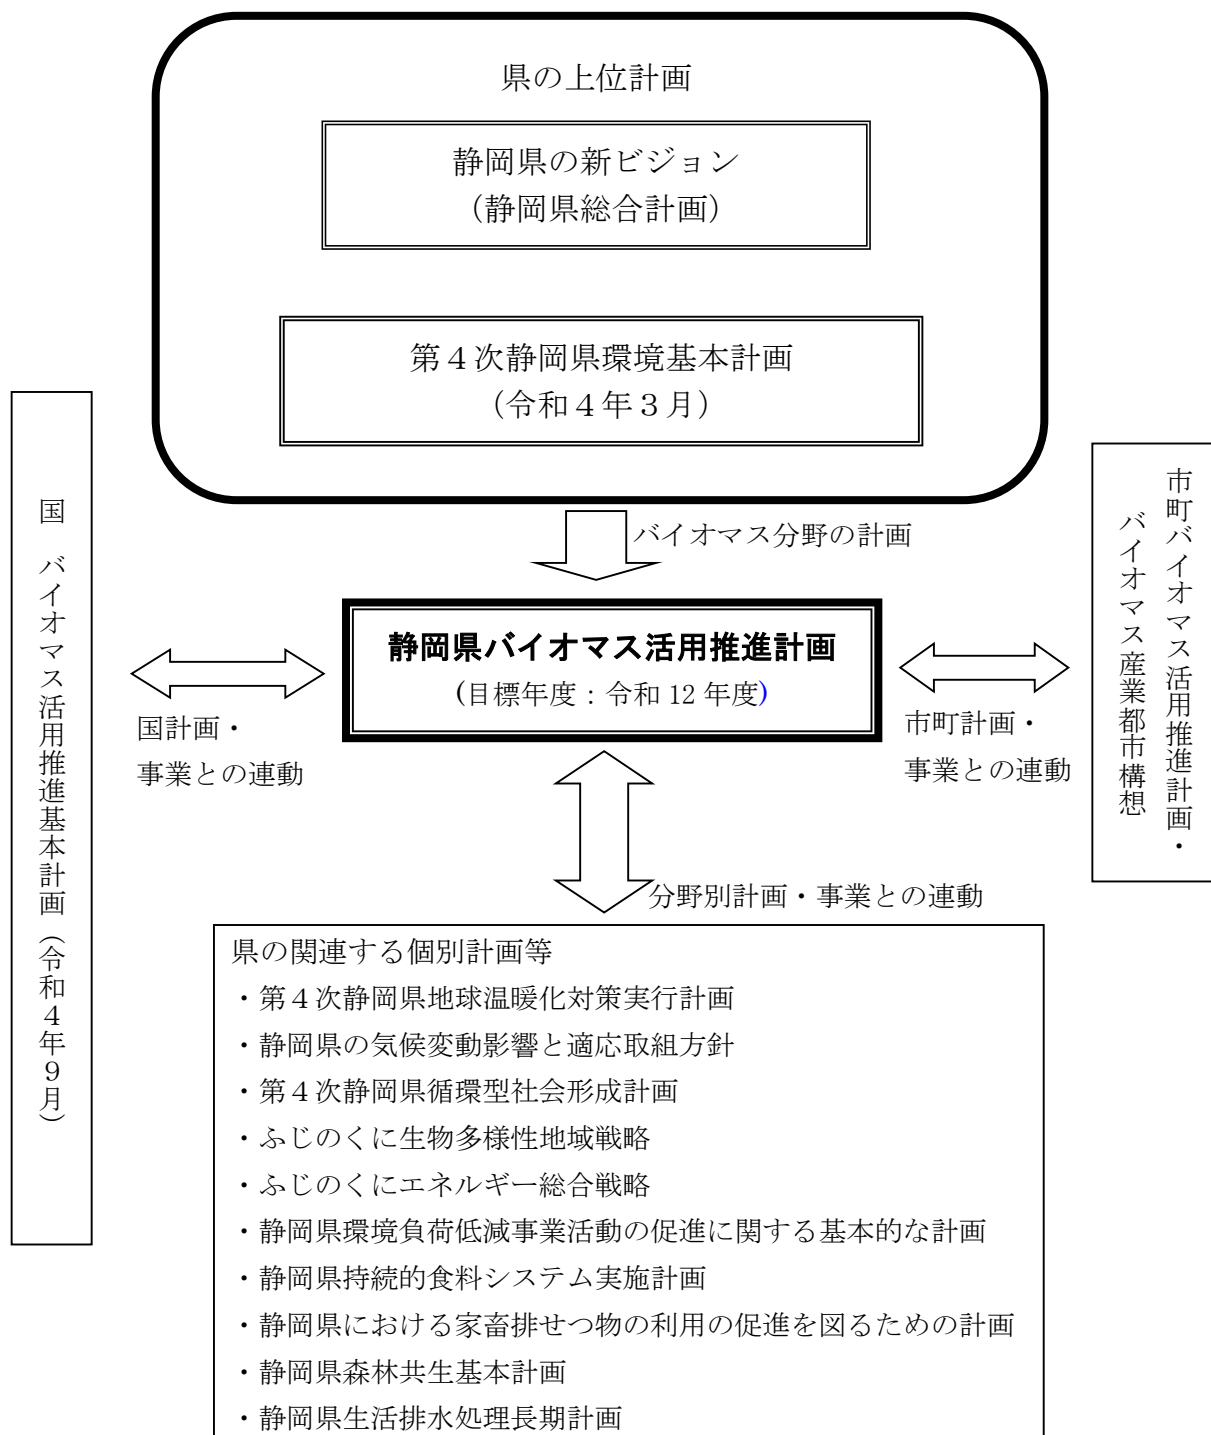 県の上位計画
静岡県の新ビジョン
（静岡県総合計画）
第４次静岡県環境基本計画
（令和４年３月）
バイオマス分野の計画
国　バイオマス活用推進基本計画（令和４年９月）
市町バイオマス活用推進計画・
バイオマス産業都市構想
静岡県バイオマス活用推進計画
(目標年度：令和 12 年度)
国計画・
事業との連動
市町計画・
事業との連動
分野別計画・事業との連動
県の関連する個別計画等
・第４次静岡県地球温暖化対策実行計画
・静岡県の気候変動影響と適応取組方針
・第４次静岡県循環型社会形成計画
・ふじのくに生物多様性地域戦略
・ふじのくにエネルギー総合戦略
・静岡県環境負荷低減事業活動の促進に関する基本的な計画
・静岡県持続的食料システム実施計画
・静岡県における家畜排せつ物の利用の促進を図るための計画
・静岡県森林共生基本計画
・静岡県生活排水処理長期計画